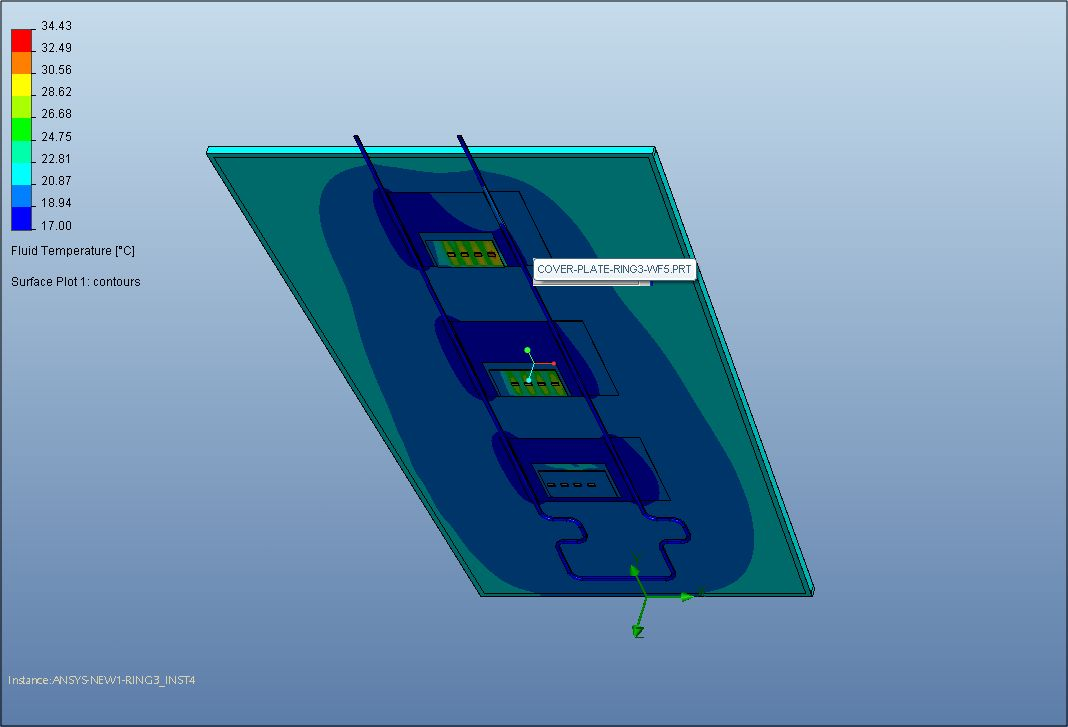 34.43
32.49
30.56
28.62
26.68
24.75
22.81
20.87
18.94
17.00
Fluid Temperature [°C]
Surface Plot 1: contours
COVER-PLATE-RING3-WF5.PRT
Z
Instance:ANSYS-NEW1-RING3_INST4